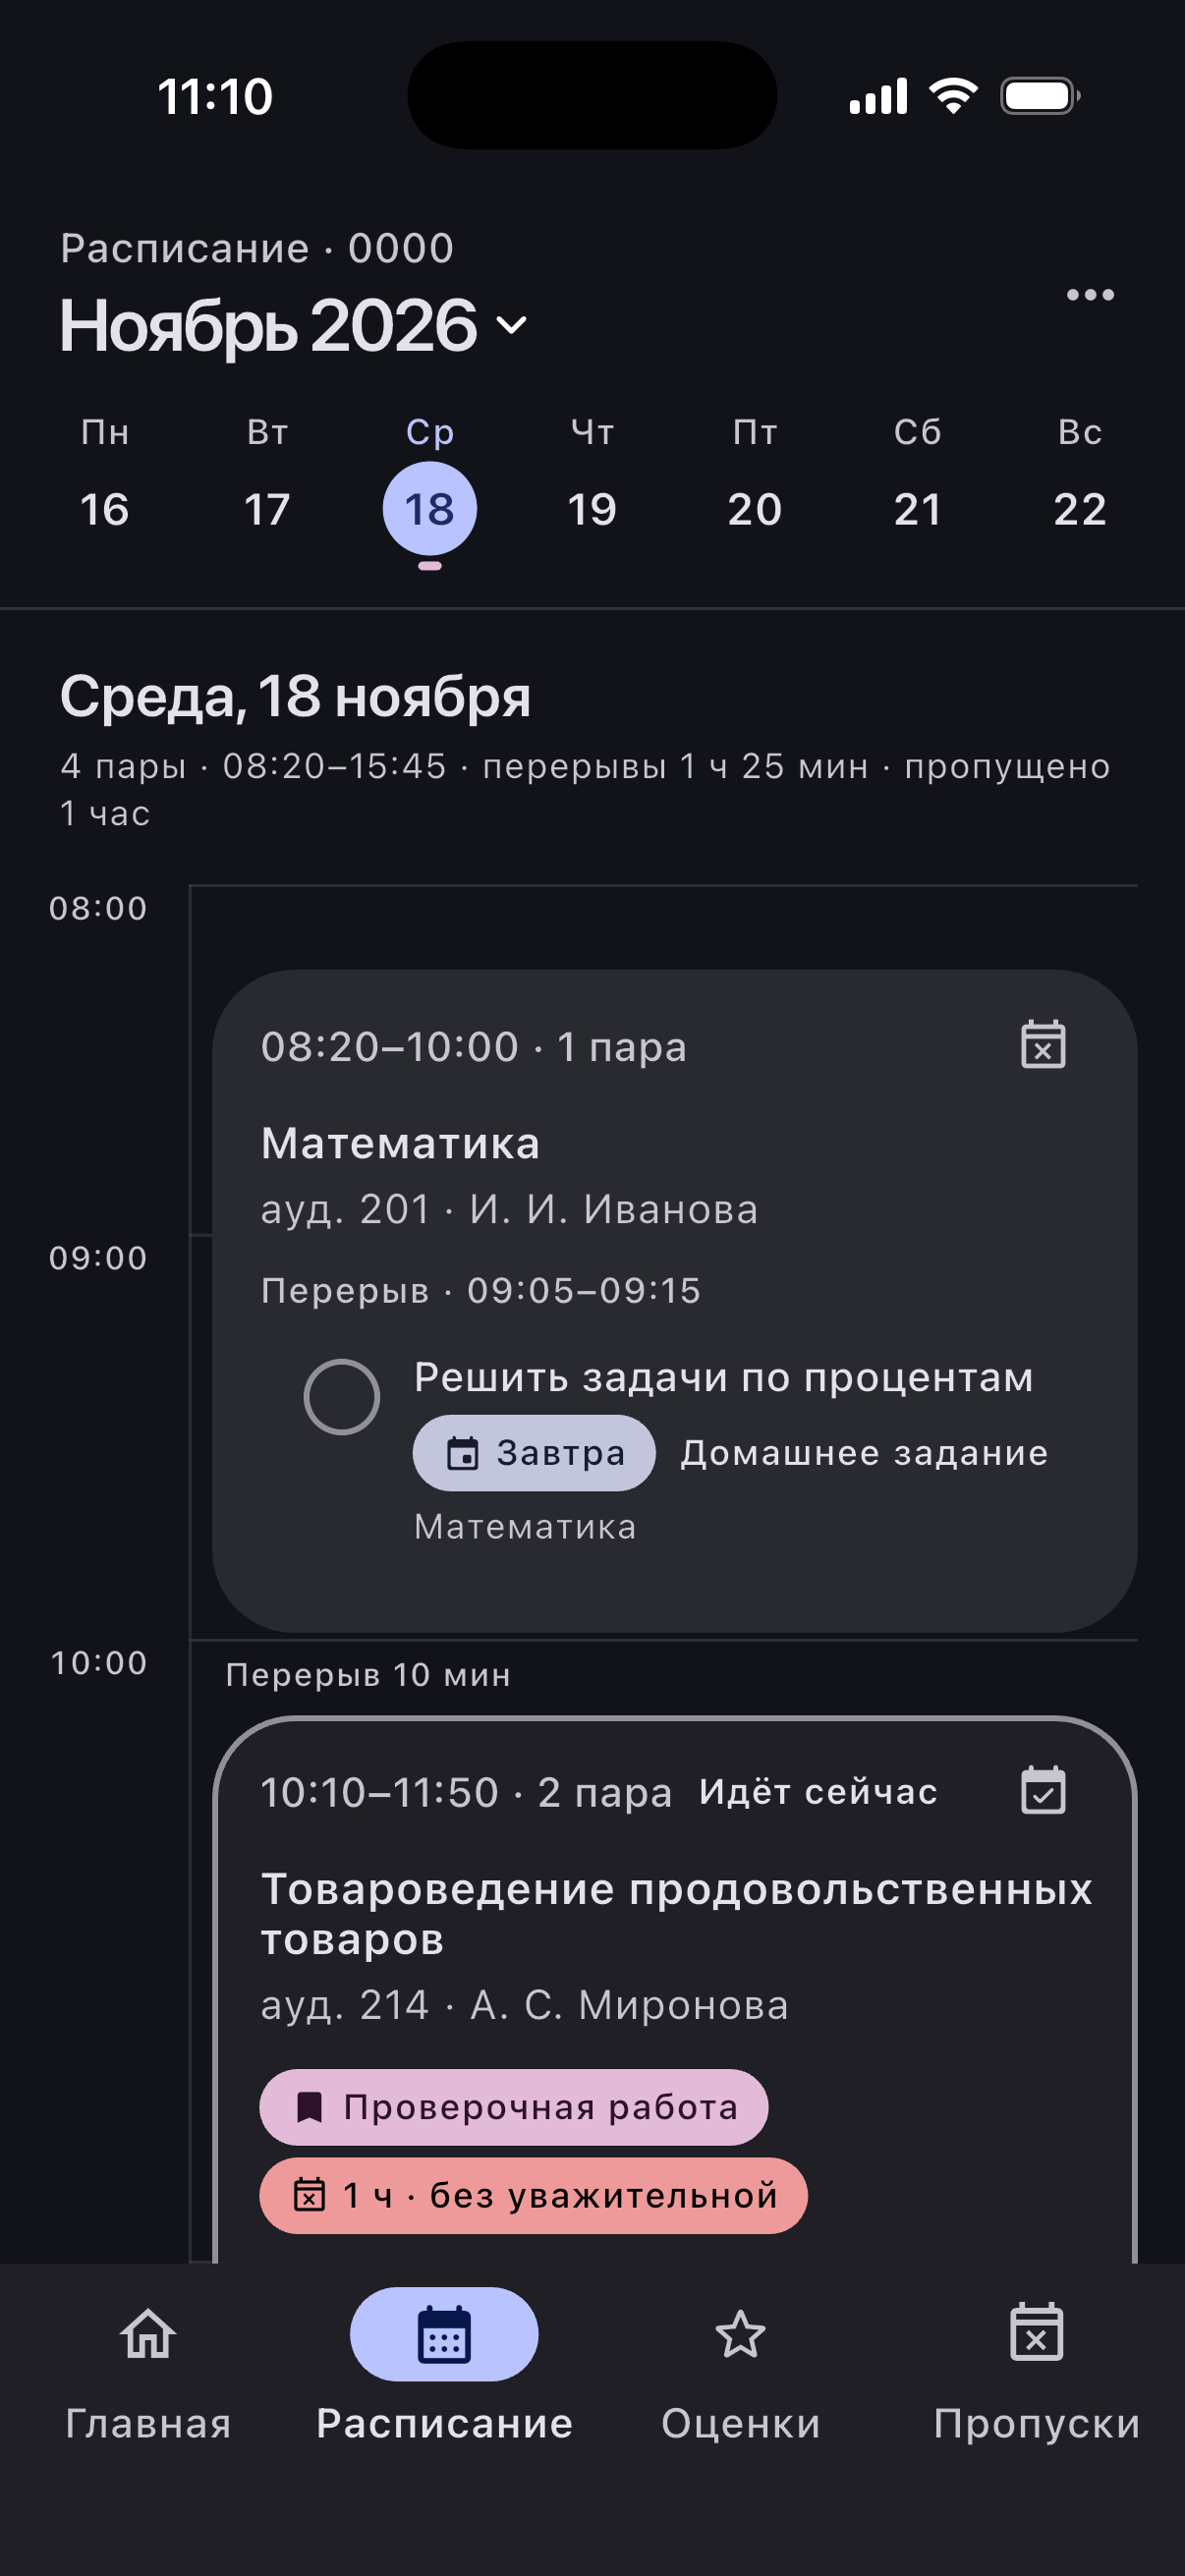 11:10
Расписание · 0000
Ноябрь 2026
Пн Вт Ср Чт Пт Сб Вс
16 17 18 19 20 21 22
Среда, 18 ноября
4 пары · 08:20–15:45 · перерывы 1 ч 25 мин · пропущено
1 час
08:00
08:20–10:00 · 1 пара
Математика
ауд. 201 · И. И. Иванова
09:00
Перерыв · 09:05–09:15
Решить задачи по процентам
Завтра Домашнее задание
Математика
10:00
Перерыв 10 мин
10:10–11:50 · 2 пара Идёт сейчас
Товароведение продовольственных
товаров
ауд. 214 · А. С. Миронова
Проверочная работа
1 ч · без уважительной
Главная Расписание Оценки Пропуски